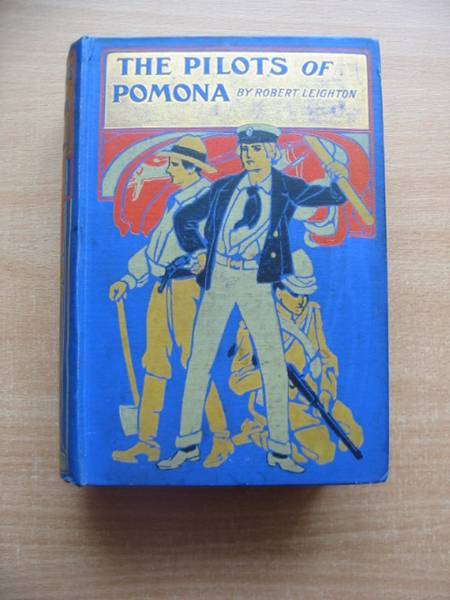 THE PILOTS OF
POMONA BY ROBERT LEIGHTON